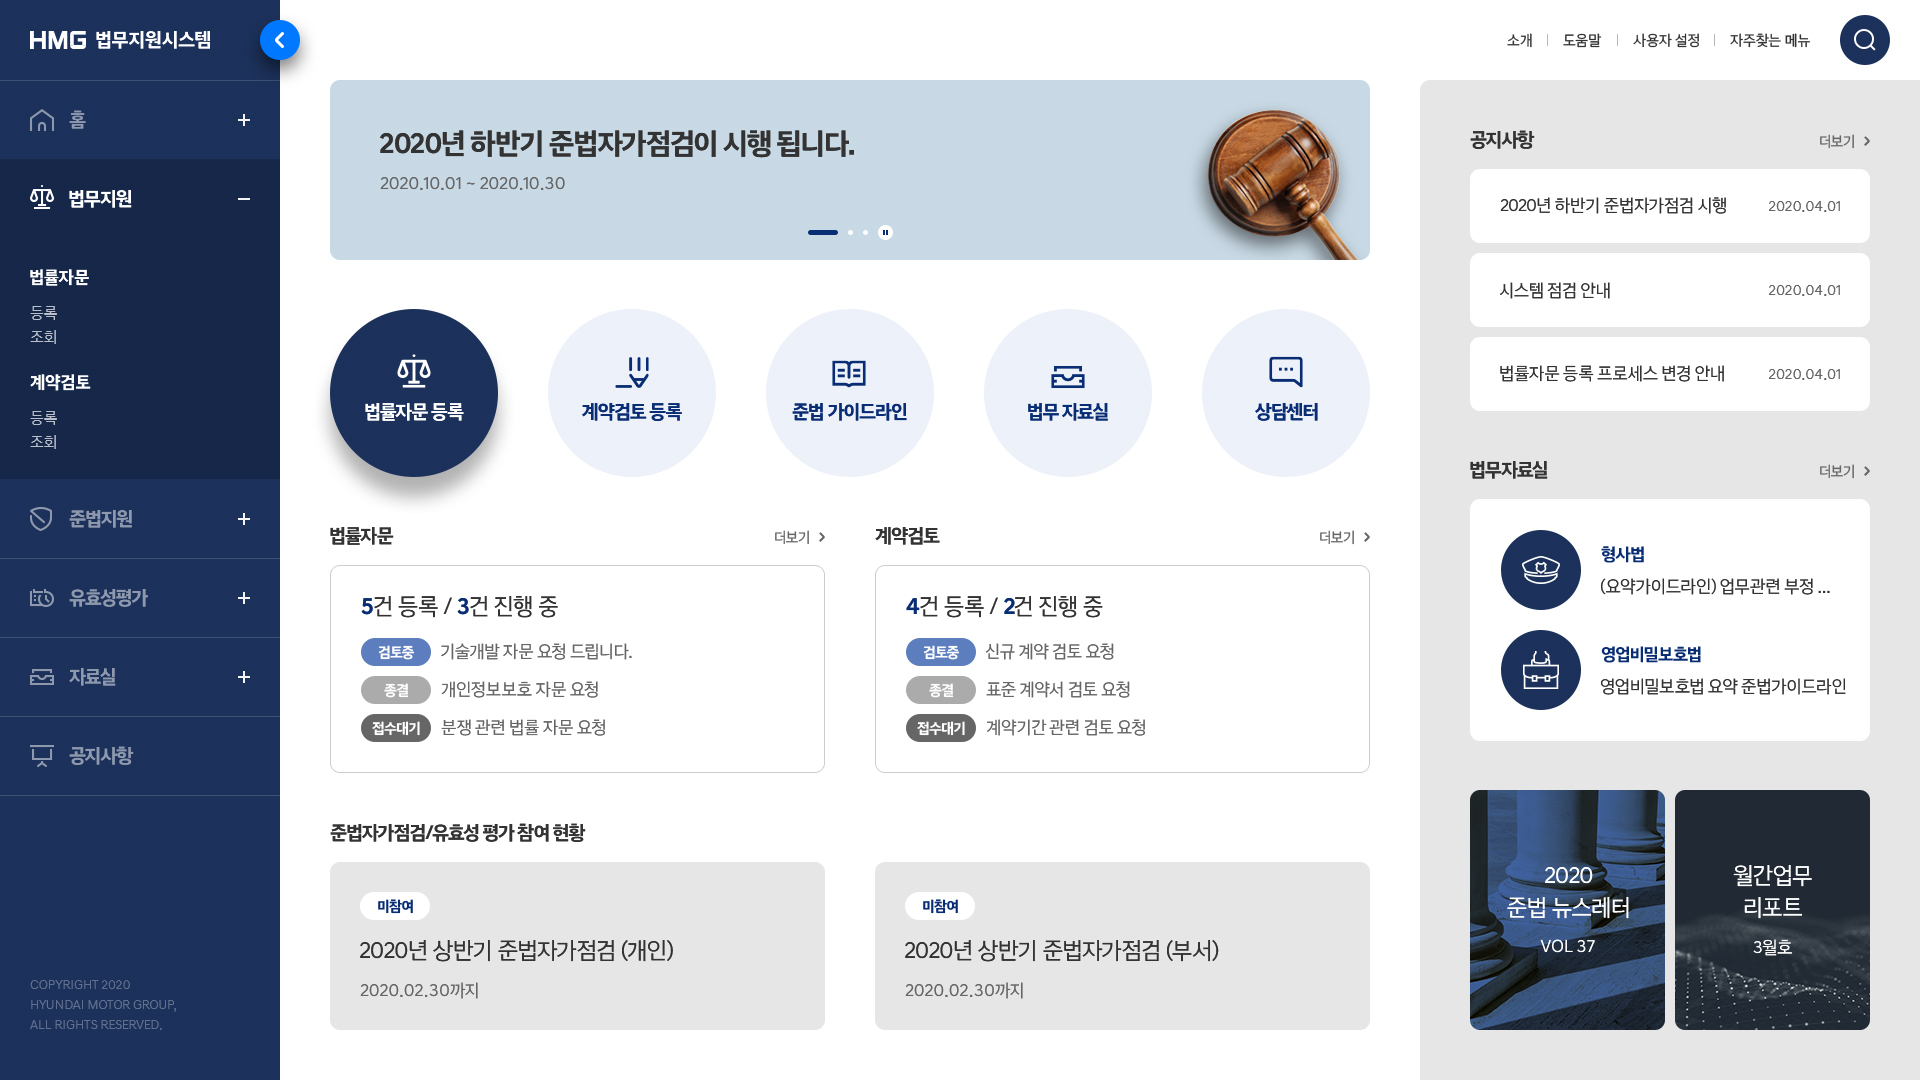 HMG 법무지원시스템
홈
법무지원
법률자문
등록
조회
계약검토
등록
조회
준법지원
유효성평가
자료실
공지사항
COPYRIGHT 2020
HYUNDAI MOTOR GROUP,
ALL RIGHTS RESERVED.
소개
도움말
사용자 설정
자주찾는 메뉴
2020년 하반기 준법자가점검이 시행 됩니다.
2020.10.01 ~ 2020.10.30
법률자문 등록
계약검토 등록
준법 가이드라인
법무 자료실
상담센터
법률자문
더보기
5건 등록 / 3건 진행 중
검토중 기술개발 자문 요청 드립니다.
종결 개인정보보호 자문 요청
접수대기 분쟁 관련 법률 자문 요청
계약검토
더보기
4건 등록 / 2건 진행 중
검토중 신규 계약 검토 요청
종결 표준 계약서 검토 요청
접수대기 계약기간 관련 검토 요청
준법자가점검/유효성 평가 참여 현황
미참여
2020년 상반기 준법자가점검 (개인)
2020.02.30까지
미참여
2020년 상반기 준법자가점검 (부서)
2020.02.30까지
공지사항
더보기
2020년 하반기 준법자가점검 시행 2020.04.01
시스템 점검 안내 2020.04.01
법률자문 등록 프로세스 변경 안내 2020.04.01
법무자료실
더보기
형사법
(요약가이드라인) 업무관련 부정 ...
영업비밀보호법
영업비밀보호법 요약 준법가이드라인
2020
준법 뉴스레터
VOL 37
월간업무
리포트
3월호